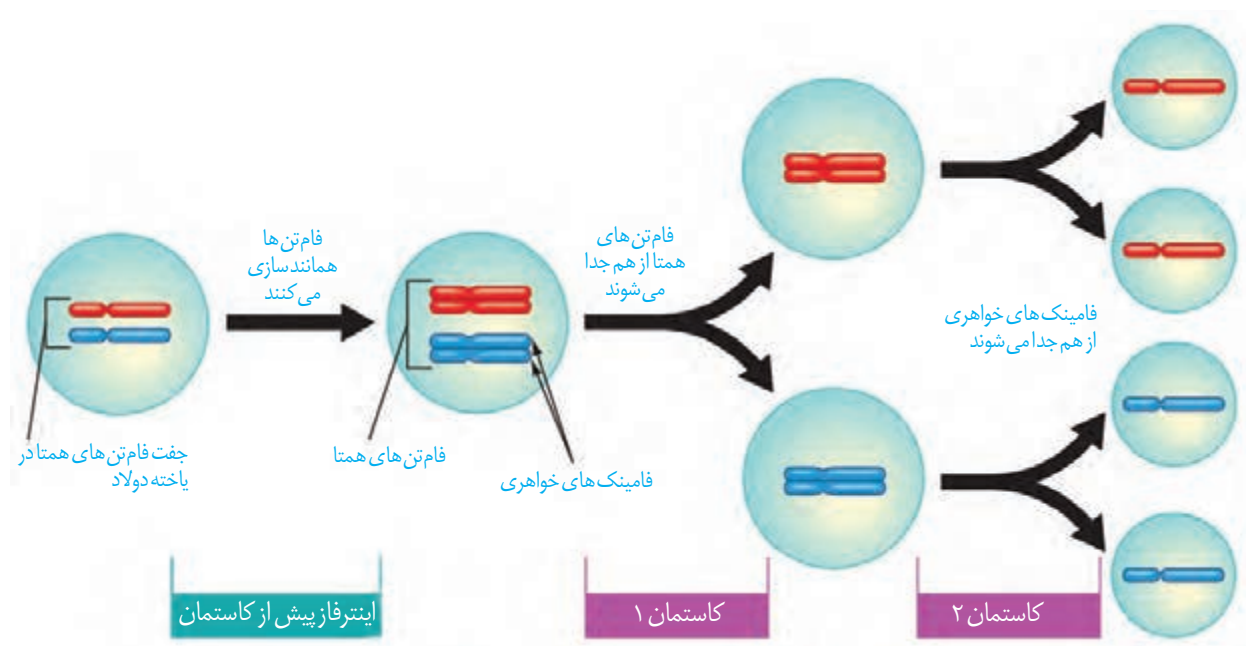 فام‌تن‌ها
همانندسازی
می‌کنند
فام‌تن‌های
همتا از هم جدا
می‌شوند
فامینک‌های خواهری
از هم جدا می‌شوند
جفت فام‌تن‌های همتا در
یاخته دولاد
فام‌تن‌های همتا
فامینک‌های خواهری
اینترفاز پیش از کاستمان
کاستمان ۱
کاستمان ۲